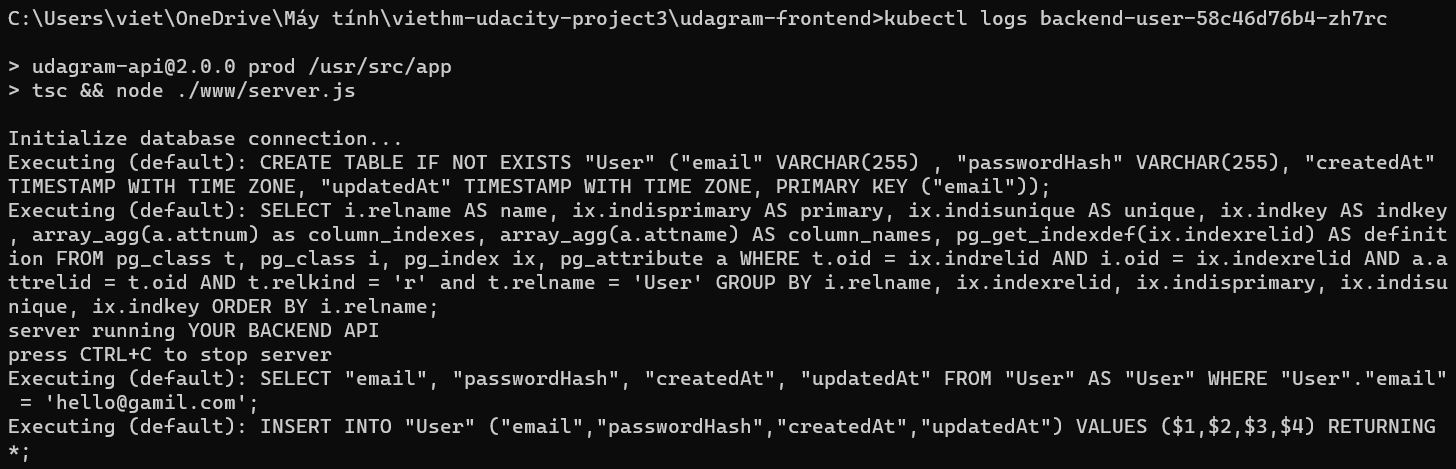 C:\Users\viet\OneDrive\Máy tính\viethm-udacity-project3\udagram-frontend>kubectl logs backend-user-58c46d76b4-zh7rc
> udagram-api@2.0.0 prod /usr/src/app
> tsc && node ./www/server.js
Initialize database connection...
Executing (default): CREATE TABLE IF NOT EXISTS "User" ("email" VARCHAR(255) , "passwordHash" VARCHAR(255), "createdAt"
TIMESTAMP WITH TIME ZONE, "updatedAt" TIMESTAMP WITH TIME ZONE, PRIMARY KEY ("email"));
Executing (default): SELECT i.relname AS name, ix.indisprimary AS primary, ix.indisunique AS unique, ix.indkey AS indkey
, array_agg(a.attnum) as column_indexes, array_agg(a.attname) AS column_names, pg_get_indexdef(ix.indexrelid) AS definit
ion FROM pg_class t, pg_class i, pg_index ix, pg_attribute a WHERE t.oid = ix.indrelid AND i.oid = ix.indexrelid AND a.a
ttrelid = t.oid AND t.relkind = 'r' and t.relname = 'User' GROUP BY i.relname, ix.indexrelid, ix.indisprimary, ix.indisu
nique, ix.indkey ORDER BY i.relname;
server running YOUR BACKEND API
press CTRL+C to stop server
Executing (default): SELECT "email", "passwordHash", "createdAt", "updatedAt" FROM "User" AS "User" WHERE "User"."email"
= 'hello@gamil.com';
Executing (default): INSERT INTO "User" ("email","passwordHash","createdAt","updatedAt") VALUES ($1,$2,$3,$4) RETURNING
*;